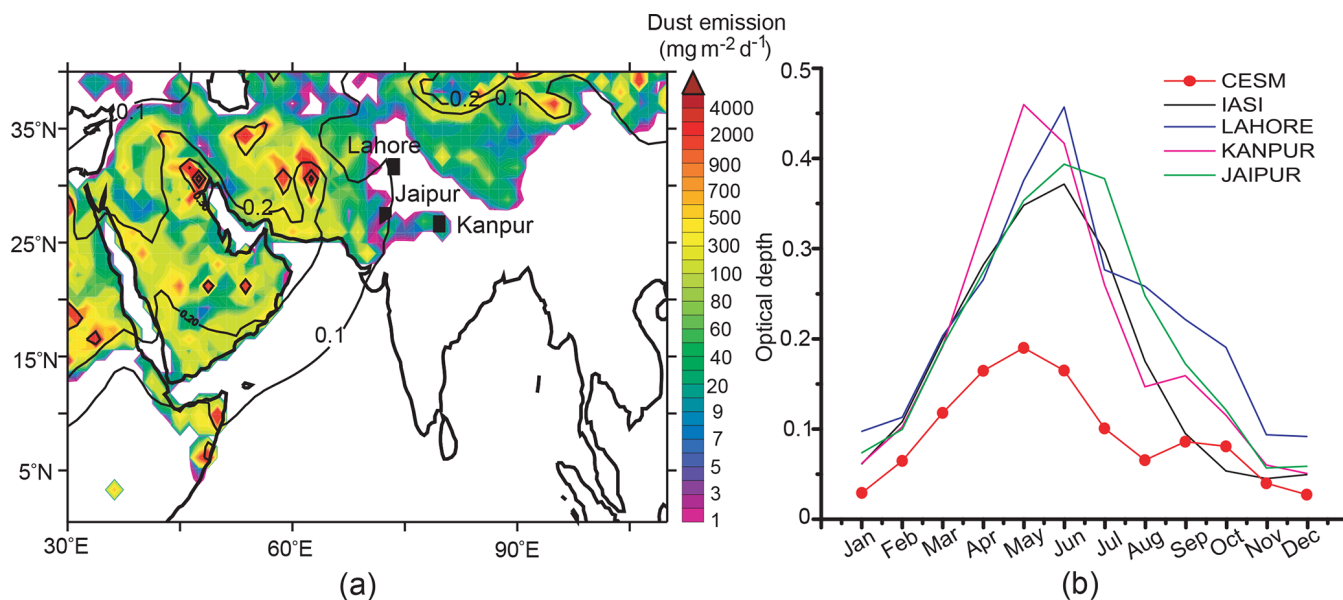 Dust emission
(mg m-2 d-1)
0.1
0.2
0.1
0.2
0.20
0.1
Lahore
Jaipur
Kanpur
35°N
25°N
15°N
5°N
30°E
60°E
90°E
4000
2000
900
700
500
300
100
80
60
40
20
9
7
5
3
1
(a)
CESM
IASI
LAHORE
KANPUR
JAIPUR
Optical depth
0.5
0.4
0.3
0.2
0.1
0
Jan
Feb
Mar
Apr
May
Jun
Jul
Aug
Sep
Oct
Nov
Dec
(b)